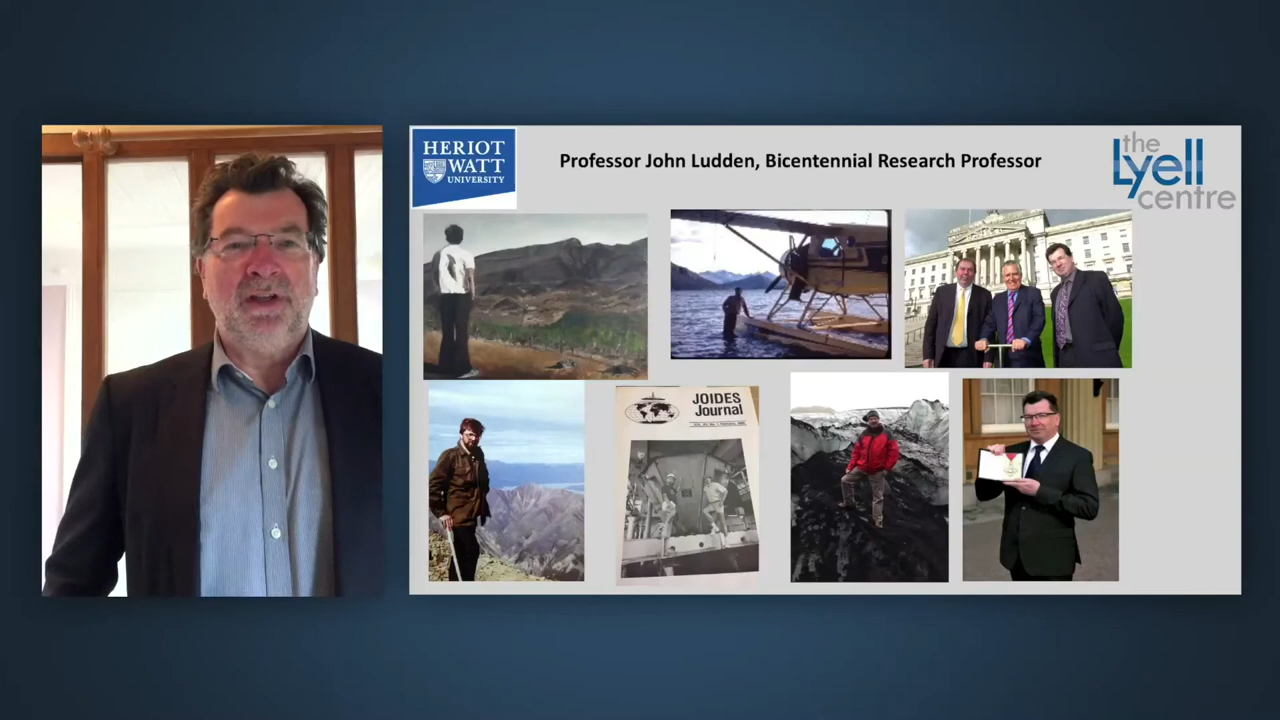 HERIOT
WATT
UNIVERSITY
Professor John Ludden, Bicentennial Research Professor
the
Lyell
centre
JOIDES
Journal